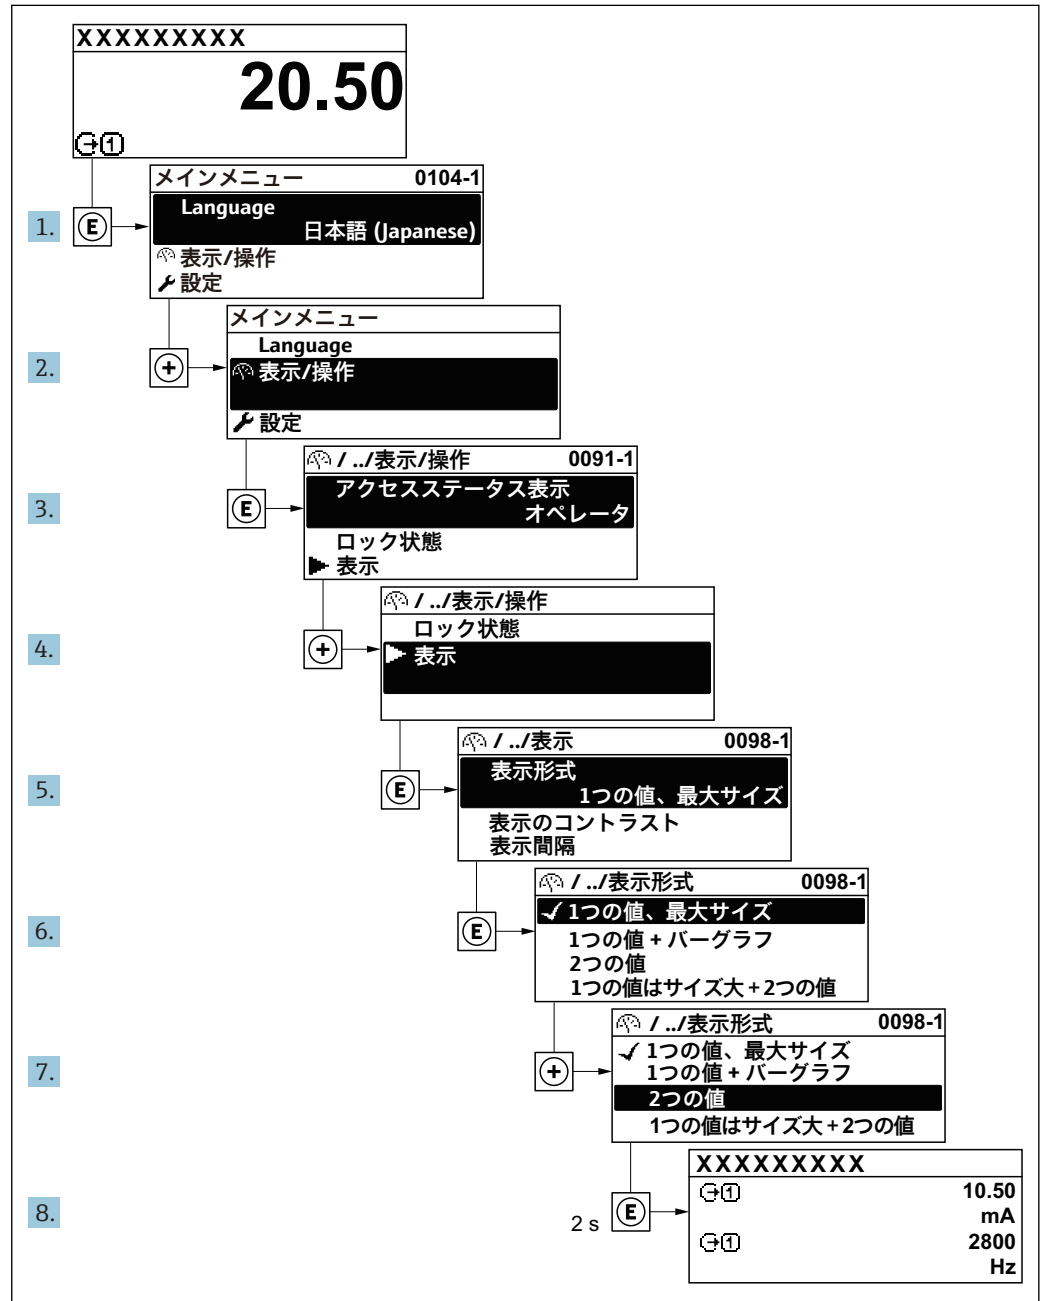 XXXXXXXXX
20.50
1
メインメニュー 0104-1
Language
日本語 (Japanese)
表示/操作
設定
1. E
メインメニュー
Language
表示/操作
設定
2. +
/ ../表示/操作 0091-1
アクセスステータス表示
オペレータ
ロック状態
表示
3. E
/ ../表示/操作
ロック状態
表示
4. +
/ ../表示 0098-1
表示形式
1つの値、最大サイズ
表示のコントラスト
表示間隔
5. E
/ ../表示形式 0098-1
✓1つの値、最大サイズ
1つの値 + バーグラフ
2つの値
1つの値はサイズ大+2つの値
6. E
/ ../表示形式 0098-1
✓1つの値、最大サイズ
1つの値 + バーグラフ
2つの値
1つの値はサイズ大+2つの値
7. +
XXXXXXXXX
1 10.50
mA
1 2800
Hz
8. 2 s E